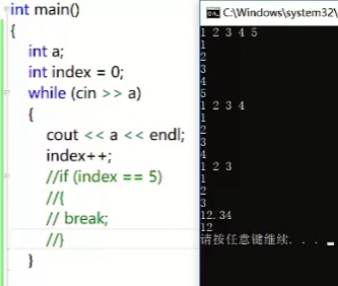 int main()
{
int a;
int index = 0;
while (cin >> a)
{
cout << a << endl;
index++;
//if (index == 5)
//{
// break;
//}
}
C:\Windows\system32\
1 2 3 4 5
1
2
3
4
5
1 2 3 4
1
2
3
4
1 2 3
1
2
3
12.34
12
请按任意键继续. . .